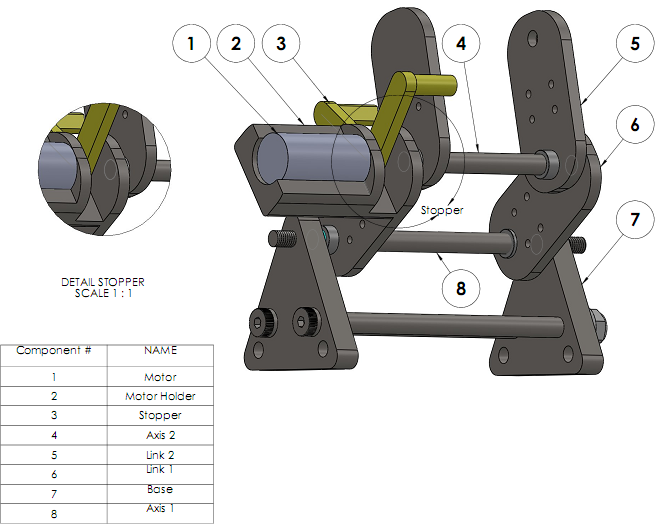 1 2 3 4 5
6
Stopper
7
8
DETAIL STOPPER
SCALE 1 : 1
Component # NAME
1 Motor
2 Motor Holder
3 Stopper
4 Axis 2
5 Link 2
6 Link 1
7 Base
8 Axis 1